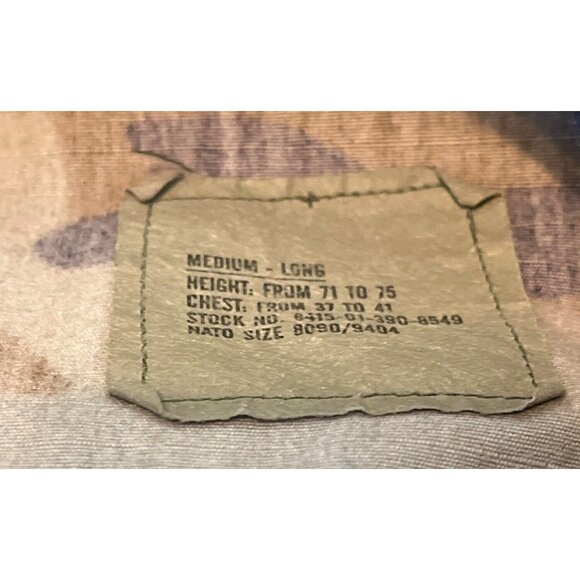 MEDIUM - LONG
HEIGHT: FROM 71 TO 75
CHEST: FROM 37 TO 41
STOCK NO. 8415-01-390-8549
NATO SIZE 8090/9404